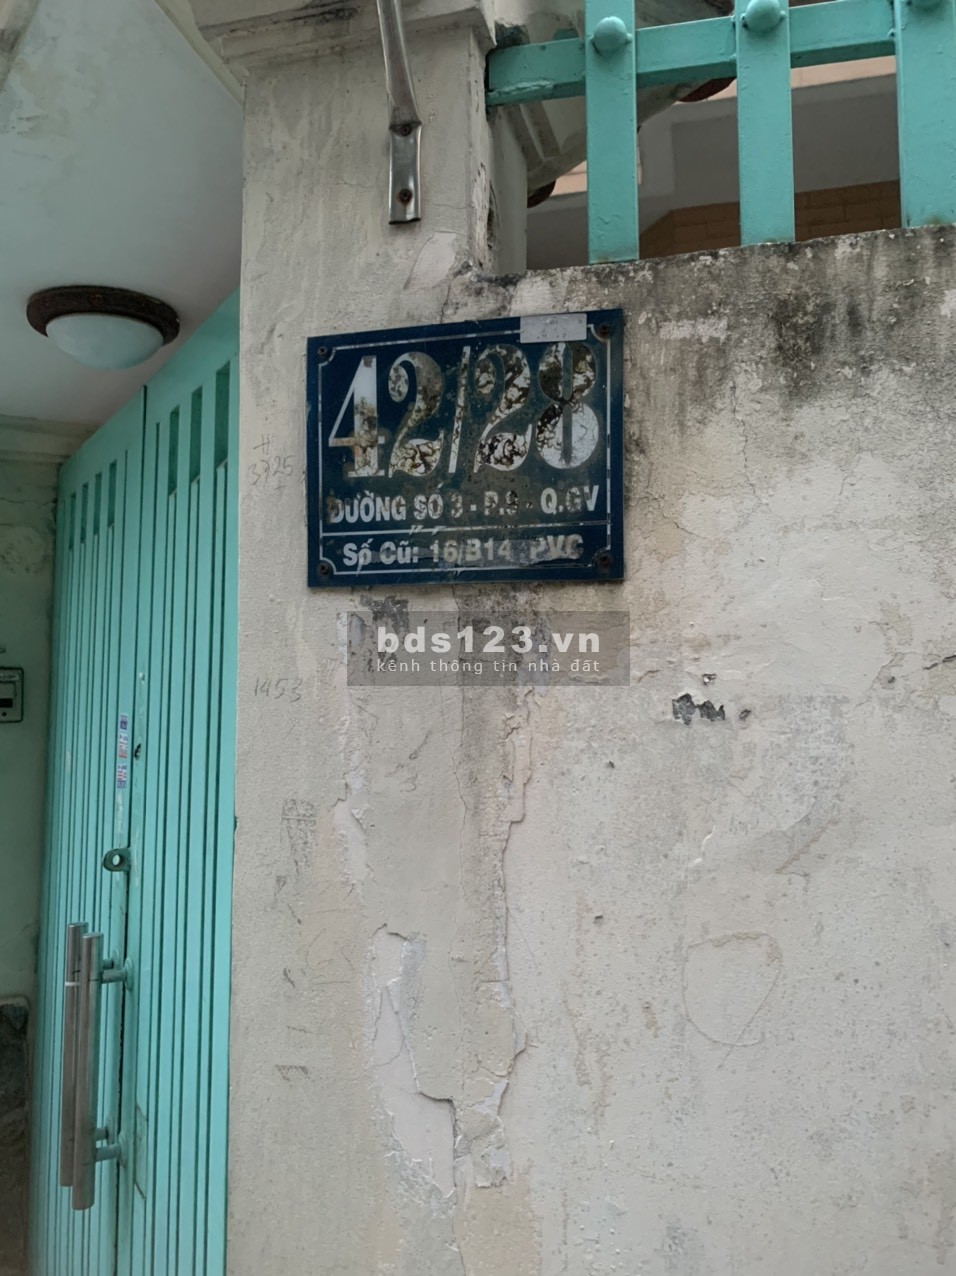 42/28
ĐƯỜNG SỐ 3 - P.9 - Q.GV
Số Cũ: 16/B14 PVC
bds123.vn
kênh thông tin nhà đất
3725
1453